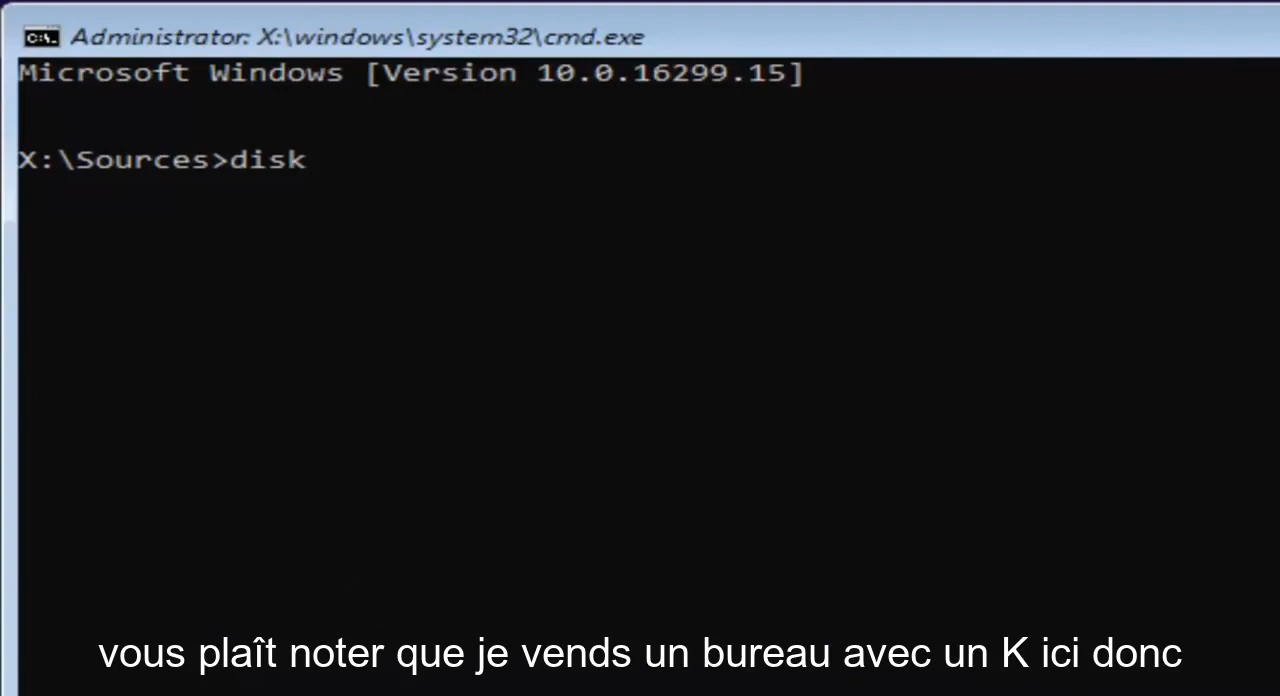 Administrator: X:\windows\system32\cmd.exe
Microsoft Windows [Version 10.0.16299.15]
X:\Sources>disk
vous plaît noter que je vends un bureau avec un K ici donc